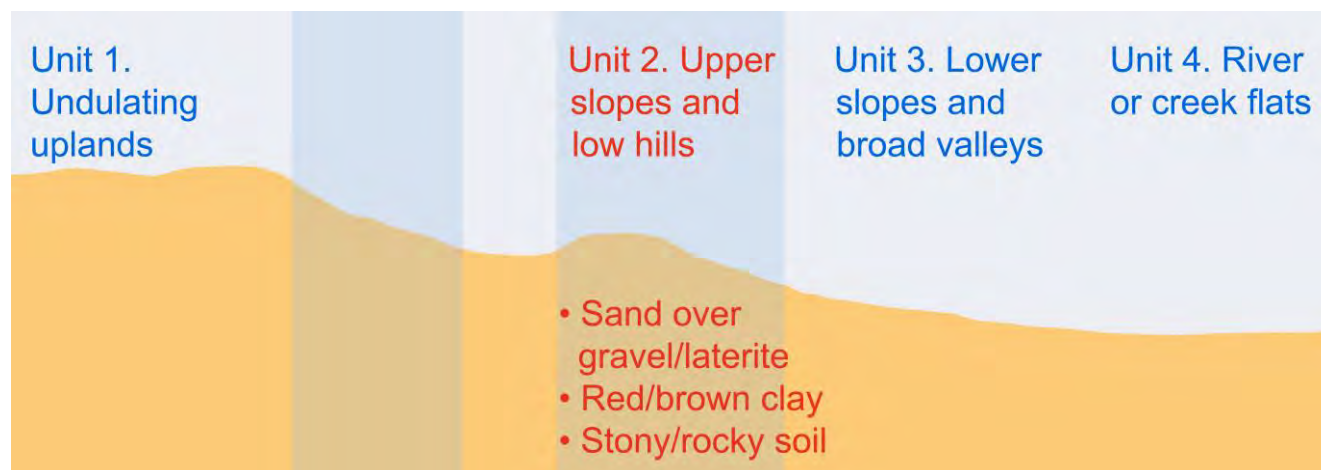 Unit 1.
Undulating
uplands
Unit 2. Upper
slopes and
low hills
Unit 3. Lower
slopes and
broad valleys
Unit 4. River
or creek flats
• Sand over
gravel/laterite
• Red/brown clay
• Stony/rocky soil